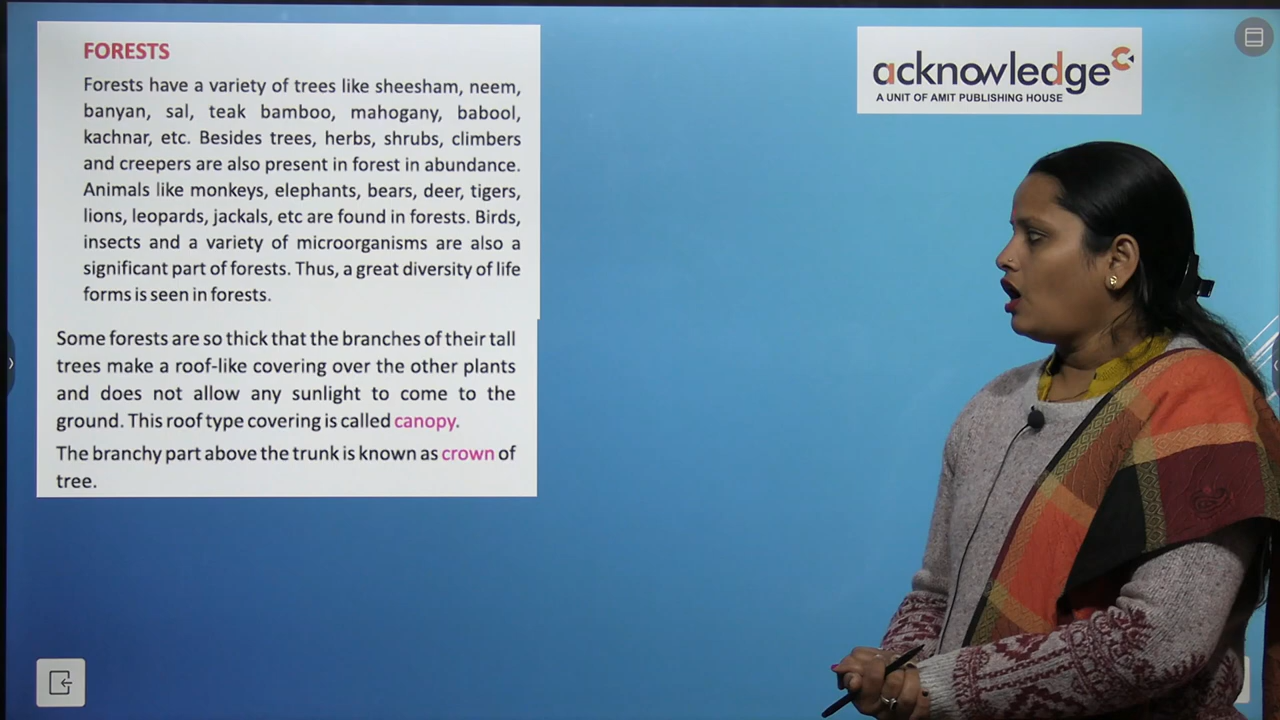 FORESTS
Forests have a variety of trees like sheesham, neem,
banyan, sal, teak bamboo, mahogany, babool,
kachnar, etc. Besides trees, herbs, shrubs, climbers
and creepers are also present in forest in abundance.
Animals like monkeys, elephants, bears, deer, tigers,
lions, leopards, jackals, etc are found in forests. Birds,
insects and a variety of microorganisms are also a
significant part of forests. Thus, a great diversity of life
forms is seen in forests.
Some forests are so thick that the branches of their tall
trees make a roof-like covering over the other plants
and does not allow any sunlight to come to the
ground. This roof type covering is called canopy.
The branchy part above the trunk is known as crown of
tree.
acknowledge
A UNIT OF AMIT PUBLISHING HOUSE